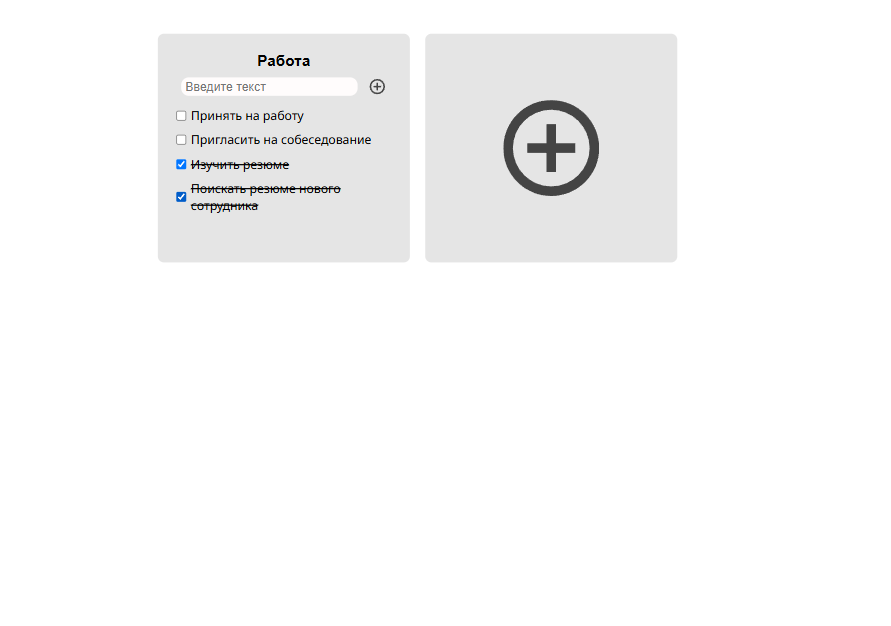 Работа
Введите текст
Принять на работу
Пригласить на собеседование
Изучить резюме
Поискать резюме нового
сотрудника